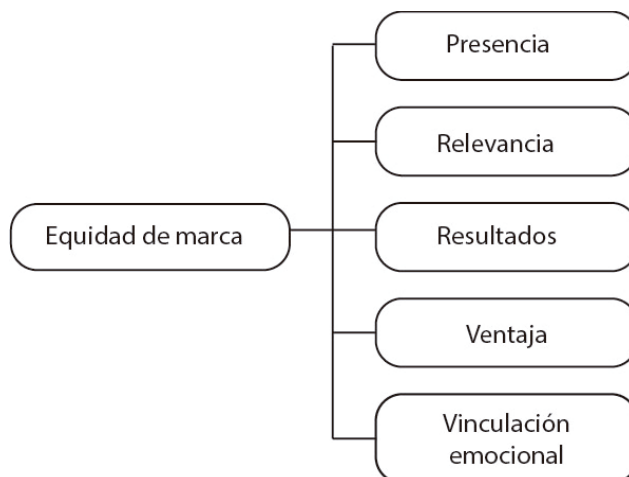 Presencia
Relevancia
Equidad de marca
Resultados
Ventaja
Vinculación
emocional